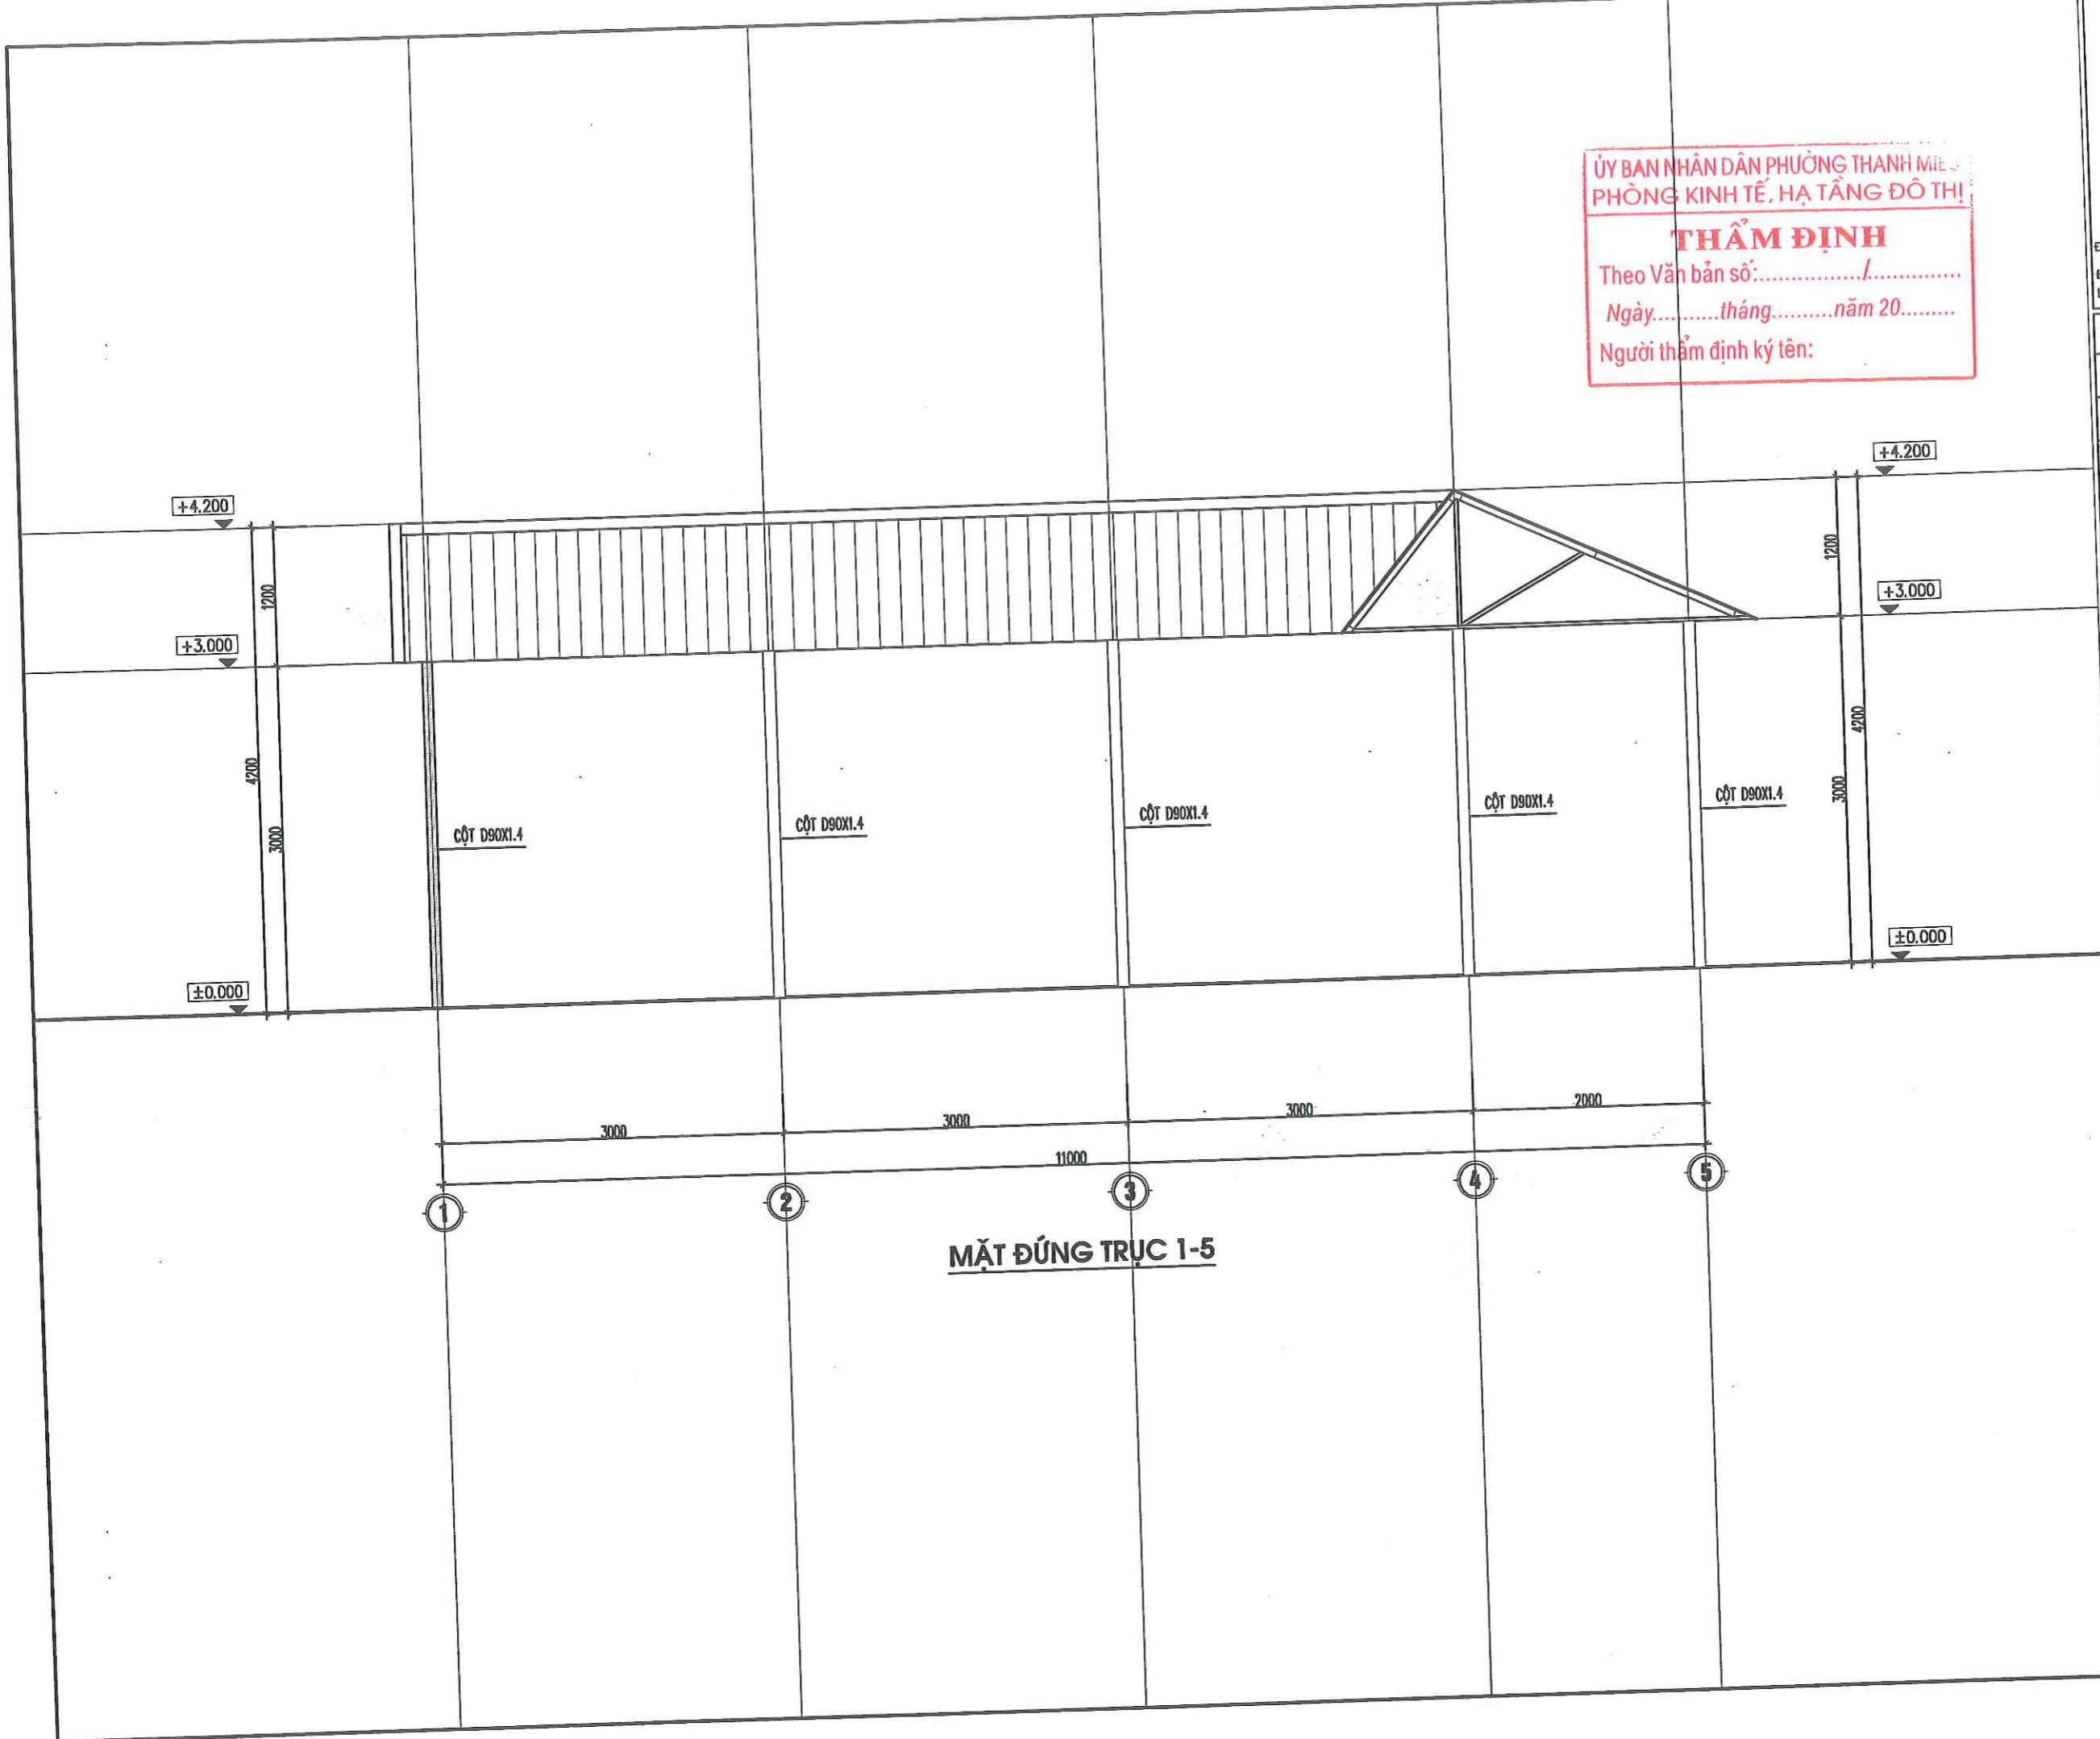 ỦY BAN NHÂN DÂN PHƯỜNG THANH
PHÒNG KINH TẾ, HẠ TẦNG ĐÔ THỊ
THẨM ĐỊNH
Theo Văn bản số:................/...............
Ngày...........tháng..........năm 20.........
Người thẩm định ký tên:
+4.200
+4.200
1200
1200
+3.000
+3.000
4200
3000
4200
3000
CỘT D90X1.4
CỘT D90X1.4
CỘT D90X1.4
CỘT D90X1.4
CỘT D90X1.4
±0.000
±0.000
3000
3000
3000
2000
11000
1
2
3
4
5
MẶT ĐỨNG TRỤC 1-5